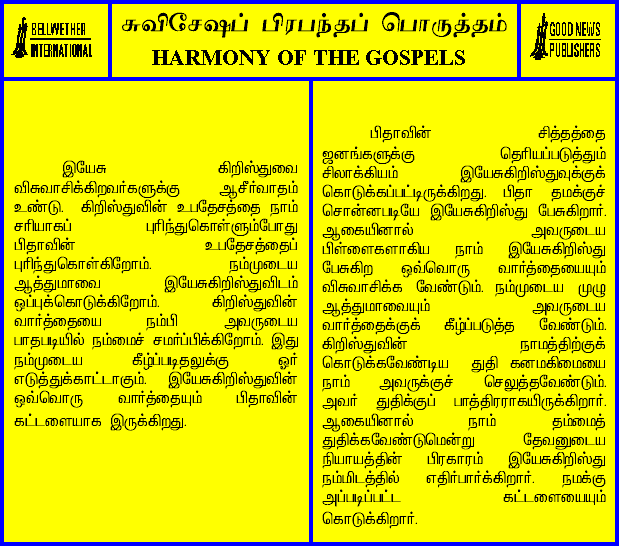 BELLWETHER
INTERNATIONAL
சுவிசேஷப் பிரபந்தப் பொருத்தம்
HARMONY OF THE GOSPELS
GOOD NEWS
PUBLISHERS
இயேசு கிறிஸ்துவை
விசுவாசிக்கிறவர்களுக்கு ஆசீர்வாதம்
உண்டு. கிறிஸ்துவின் உபதேசத்தை நாம்
சரியாகப் புரிந்துகொள்ளும்போது
பிதாவின் உபதேசத்தைப்
புரிந்துகொள்கிறோம். நம்முடைய
ஆத்துமாவை இயேசுகிறிஸ்துவிடம்
ஒப்புக்கொடுக்கிறோம். கிறிஸ்துவின்
வார்த்தையை நம்பி அவருடைய
பாதபடியில் நம்மைச் சமர்ப்பிக்கிறோம். இது
நம்முடைய கீழ்ப்படிதலுக்கு ஓர்
எடுத்துக்காட்டாகும். இயேசுகிறிஸ்துவின்
ஒவ்வொரு வார்த்தையும் பிதாவின்
கட்டளையாக இருக்கிறது.
பிதாவின் சித்தத்தை
ஜனங்களுக்கு தெரியப்படுத்தும்
சிலாக்கியம் இயேசுகிறிஸ்துவுக்குக்
கொடுக்கப்பட்டிருக்கிறது. பிதா தமக்குச்
சொன்னபடியே இயேசுகிறிஸ்து பேசுகிறார்.
ஆகையினால் அவருடைய
பிள்ளைகளாகிய நாம் இயேசுகிறிஸ்து
பேசுகிற ஒவ்வொரு வார்த்தையையும்
விசுவாசிக்க வேண்டும். நம்முடைய முழு
ஆத்துமாவையும் அவருடைய
வார்த்தைக்குக் கீழ்ப்படுத்த வேண்டும்.
கிறிஸ்துவின் நாமத்திற்குக்
கொடுக்கவேண்டிய துதி கனமகிமையை
நாம் அவருக்குச் செலுத்தவேண்டும்.
அவர் துதிக்குப் பாத்திரராகயிருக்கிறார்.
ஆகையினால் நாம் தம்மைத்
துதிக்கவேண்டுமென்று தேவனுடைய
நியாயத்தின் பிரகாரம் இயேசுகிறிஸ்து
நம்மிடத்தில் எதிர்பார்க்கிறார். நமக்கு
அப்படிப்பட்ட கட்டளையையும்
கொடுக்கிறார்.